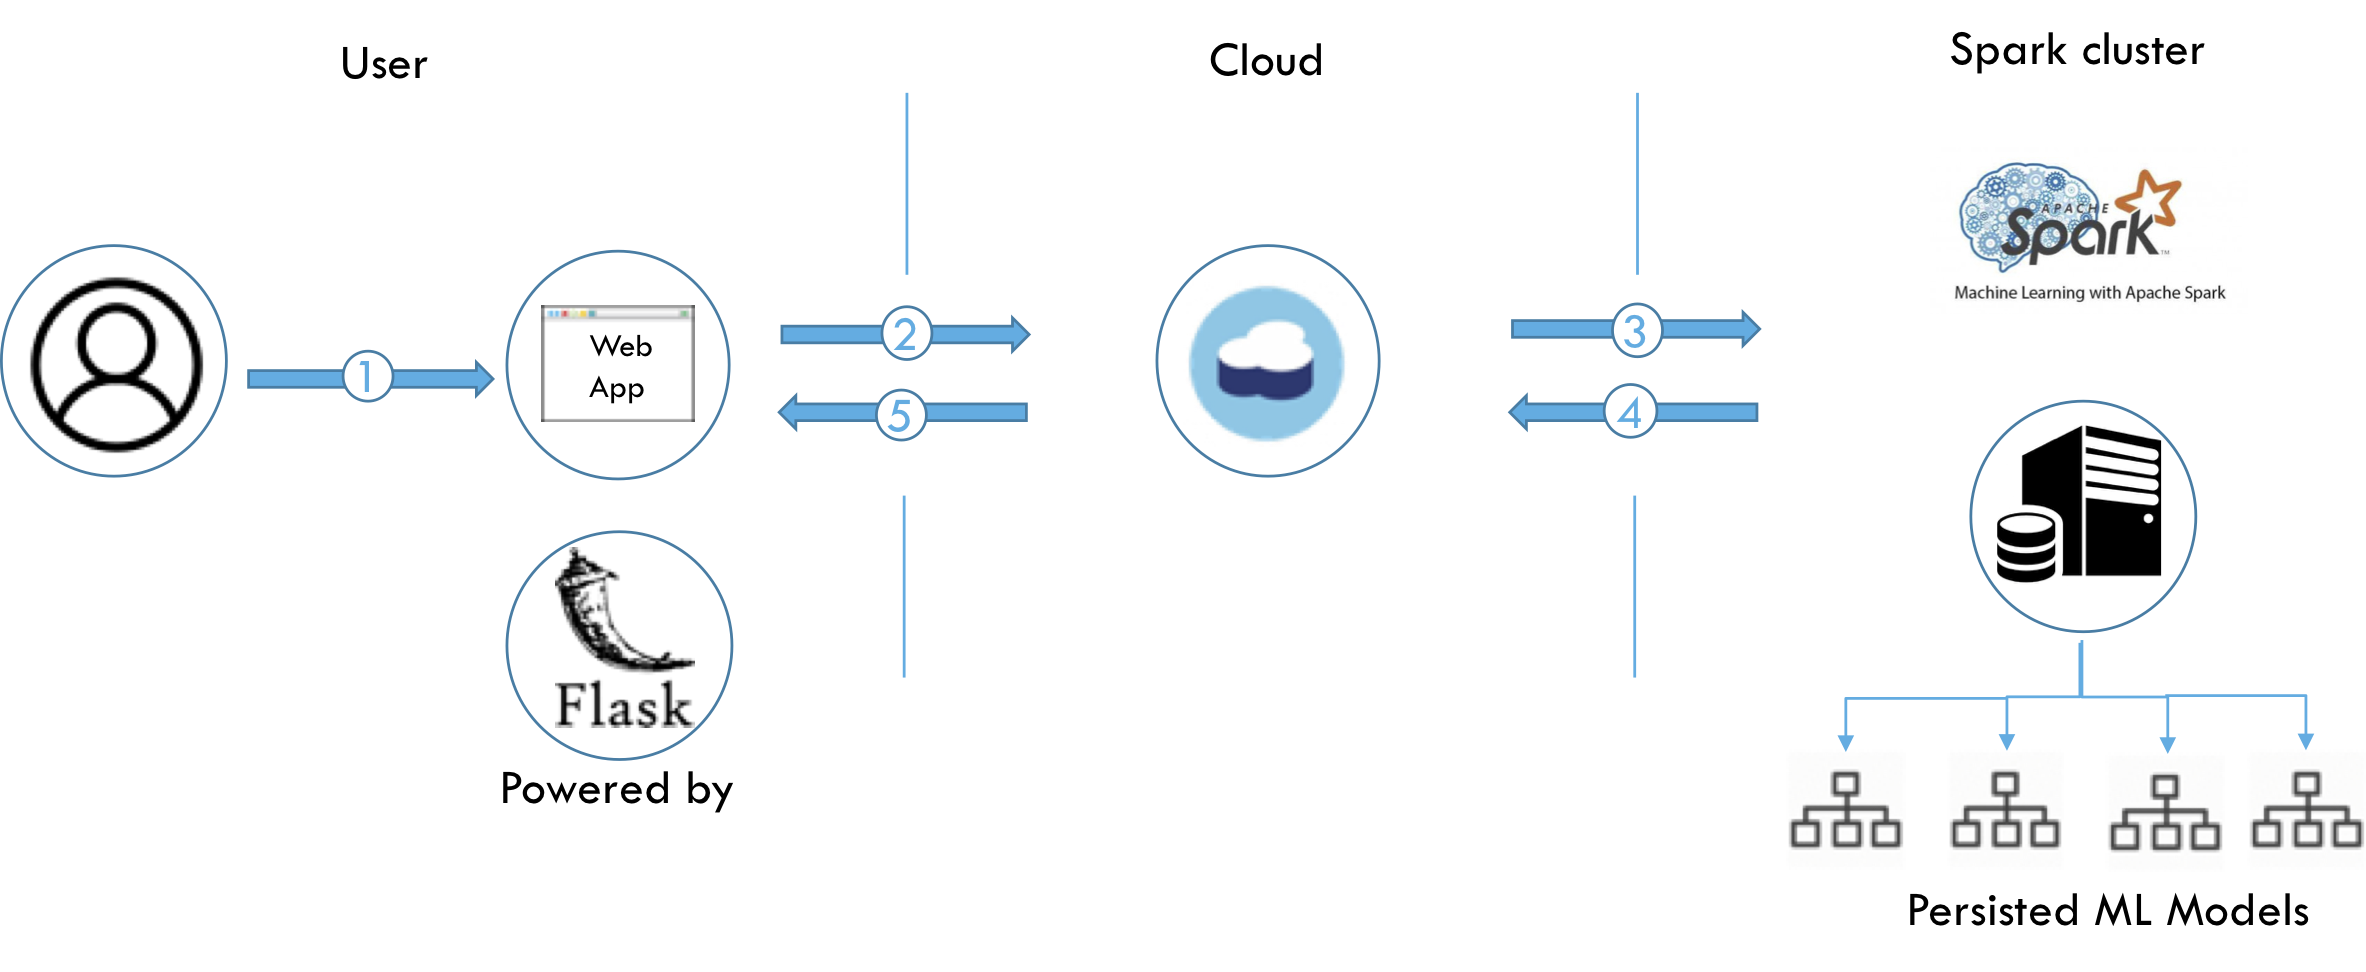 User
Cloud
Spark cluster
APACHE
Spark™
Machine Learning with Apache Spark
Web
App
1
2
3
5
4
Flask
Powered by
Persisted ML Models